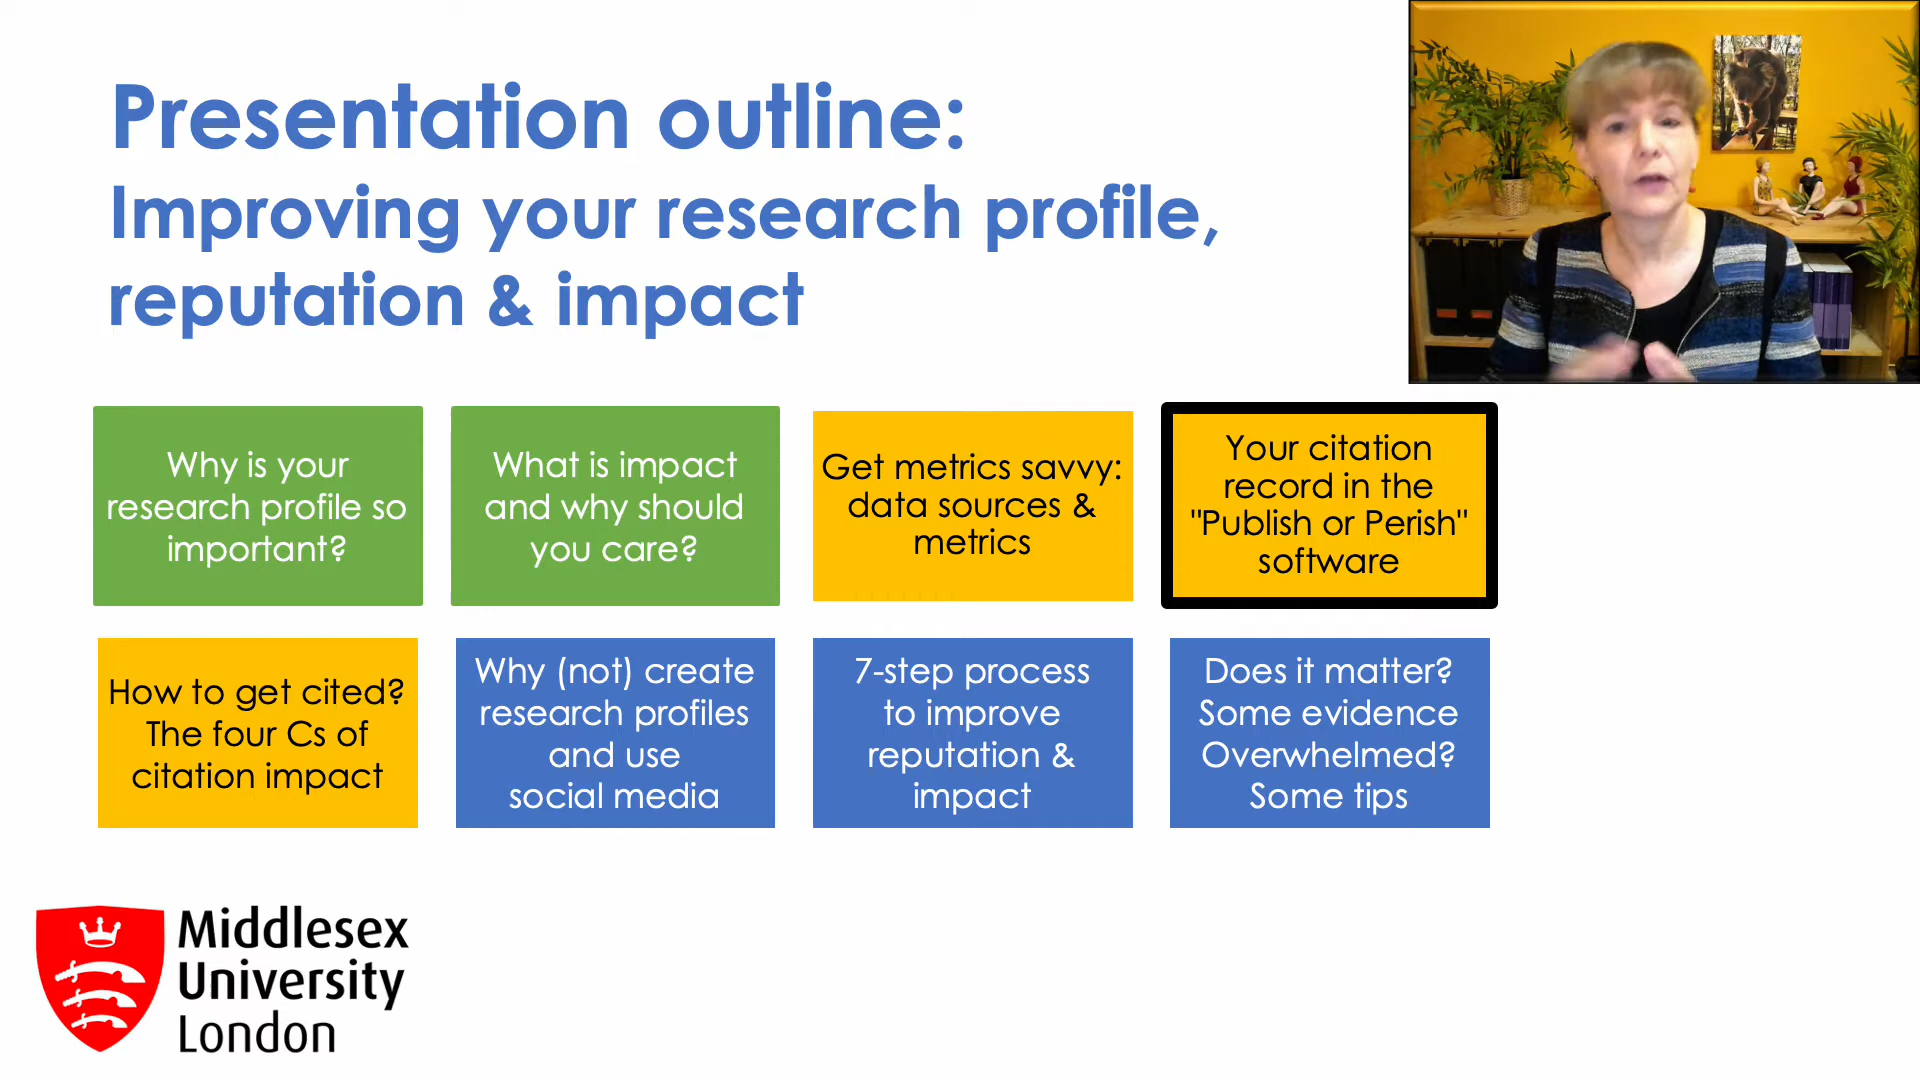 Presentation outline:
Improving your research profile,
reputation & impact
Why is your
research profile so
important?
What is impact
and why should
you care?
Get metrics savvy:
data sources &
metrics
Your citation
record in the
"Publish or Perish"
software
How to get cited?
The four Cs of
citation impact
Why (not) create
research profiles
and use
social media
7-step process
to improve
reputation &
impact
Does it matter?
Some evidence
Overwhelmed?
Some tips
Middlesex
University
London